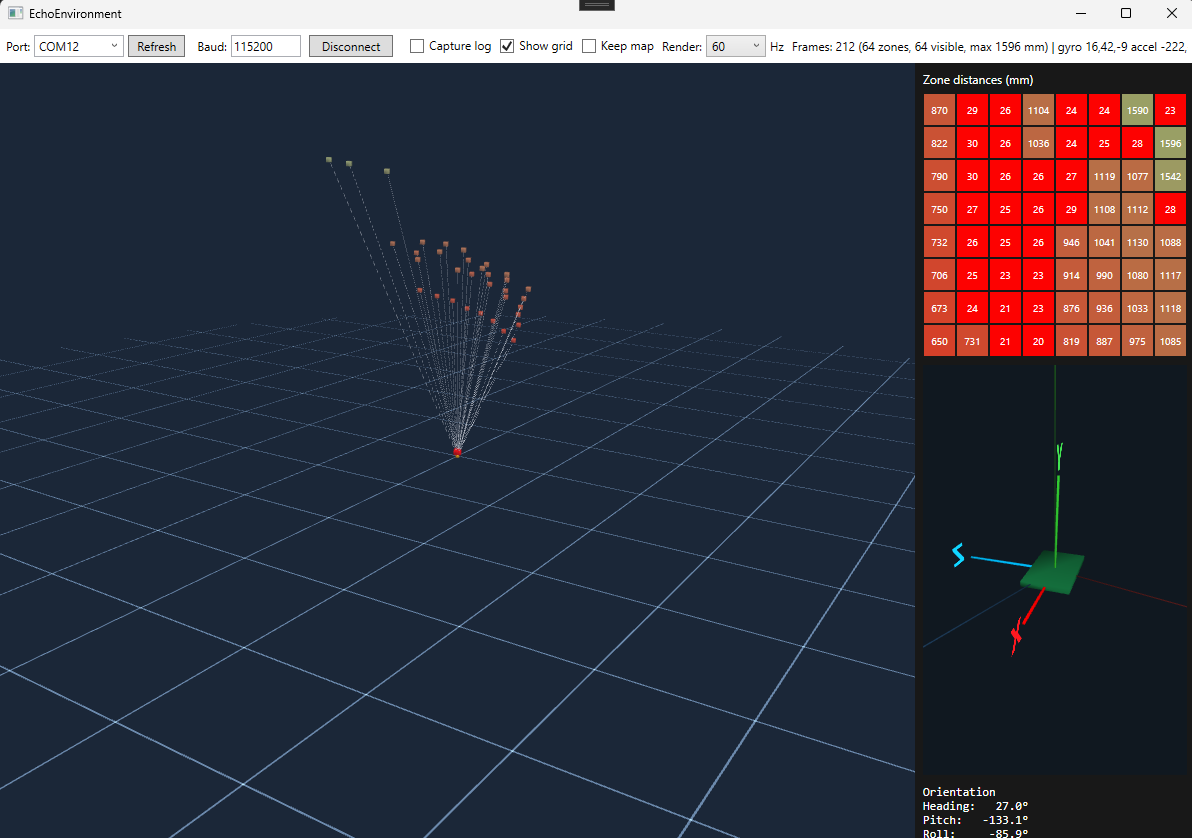 EchoEnvironment
Port: COM12 Refresh Baud: 115200 Disconnect Capture log Show grid Keep map Render: 60 Hz Frames: 212 (64 zones, 64 visible, max 1596 mm) | gyro 16,42,-9 accel -222,
Zone distances (mm)
870 29 26 1104 24 24 1590 23
822 30 26 1036 24 25 28 1596
790 30 26 26 27 1119 1077 1542
750 27 25 26 29 1108 1112 28
732 26 25 26 946 1041 1130 1088
706 25 23 23 914 990 1080 1117
673 24 21 23 876 936 1033 1118
650 731 21 20 819 887 975 1085
Y
X
Orientation
Heading: 27.0°
Pitch: -133.1°
Roll: -85.9°